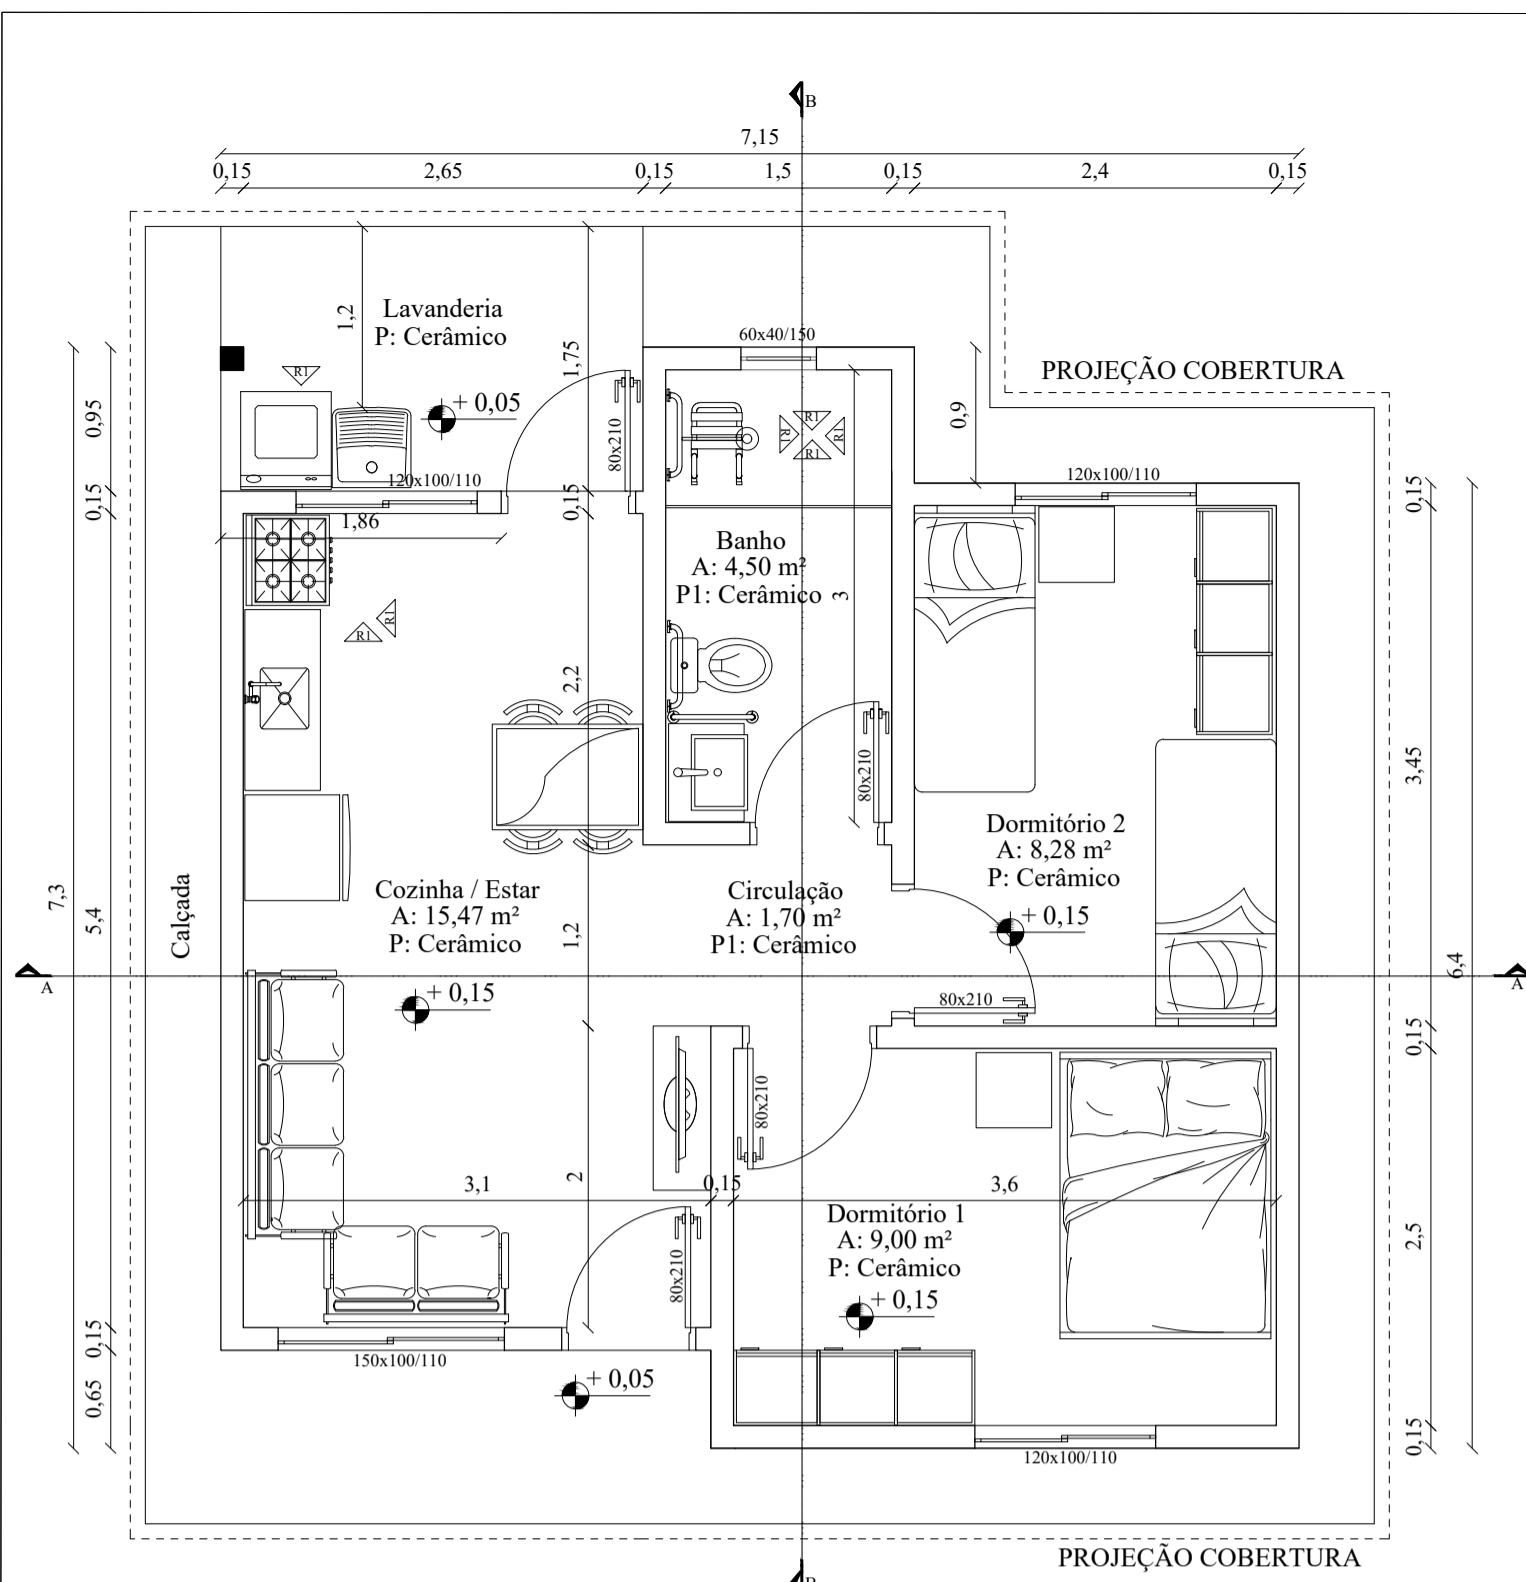 B
7,15
0,15 2,65 0,15 1,5 0,15 2,4 0,15
Lavanderia
P: Cerâmico
1,2
1,75
60x40/150
PROJEÇÃO COBERTURA
R1
+ 0,05
0,95
80x210
R1
R1
R1
R1
0,9
120x100/110
120x100/110
0,15
0,15
0,15
1,86
Banho
A: 4,50 m²
P1: Cerâmico
3
R1
R1
2,2
80x210
3,45
Dormitório 2
A: 8,28 m²
P: Cerâmico
+ 0,15
7,3
5,4
Calçada
Cozinha / Estar
A: 15,47 m²
P: Cerâmico
1,2
Circulação
A: 1,70 m²
P1: Cerâmico
6,4
A
A
+ 0,15
80x210
0,15
80x210
3,1
2
0,15
3,6
Dormitório 1
A: 9,00 m²
P: Cerâmico
+ 0,15
2,5
80x210
0,15
150x100/110
+ 0,05
0,65
0,15
120x100/110
PROJEÇÃO COBERTURA
B